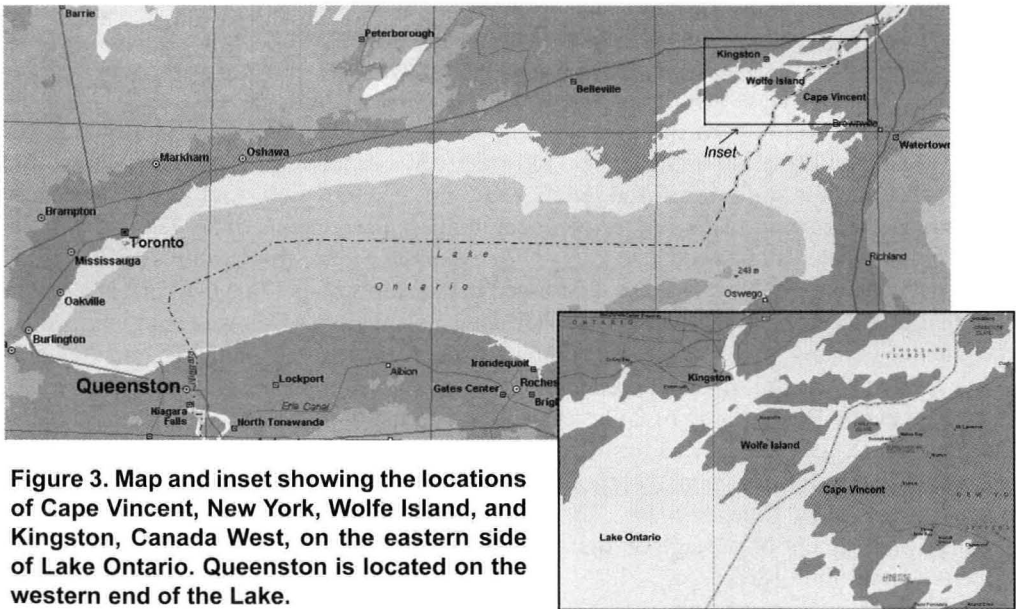 Barrie
Peterborough
Kingston
Belleville
Wolfe Island
Cape Vincent
Brownville
Inset
Watertown
Markham
Oshawa
Brampton
Toronto
Mississauga
Lake
Richland
Oakville
Ontario
243 m
Oswego
Burlington
Irondequoit
Queenston
Lockport
Albion
Gates Center
Roches
Brig
Erie Canal
Niagara
Falls
North Tonawanda
ONTARIO
THOUSAND
ISLANDS
Kingston
Wolfe Island
Cape Vincent
Lake Ontario
Figure 3. Map and inset showing the locations
of Cape Vincent, New York, Wolfe Island, and
Kingston, Canada West, on the eastern side
of Lake Ontario. Queenston is located on the
western end of the Lake.